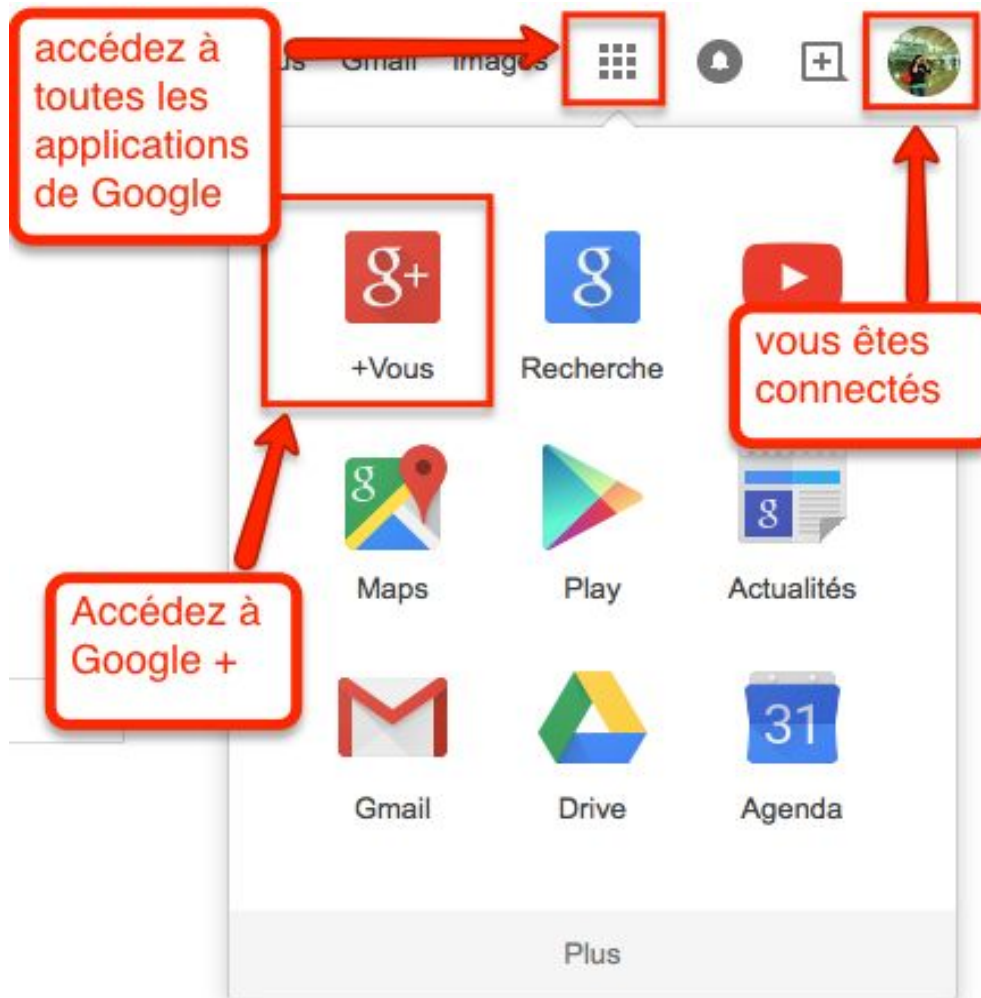 accédez à
toutes les
applications
de Google
Gmail Images
g+
g
+Vous
Recherche
vous êtes
connectés
g
g
Maps
Play
Actualités
Accédez à
Google +
31
Gmail
Drive
Agenda
Plus